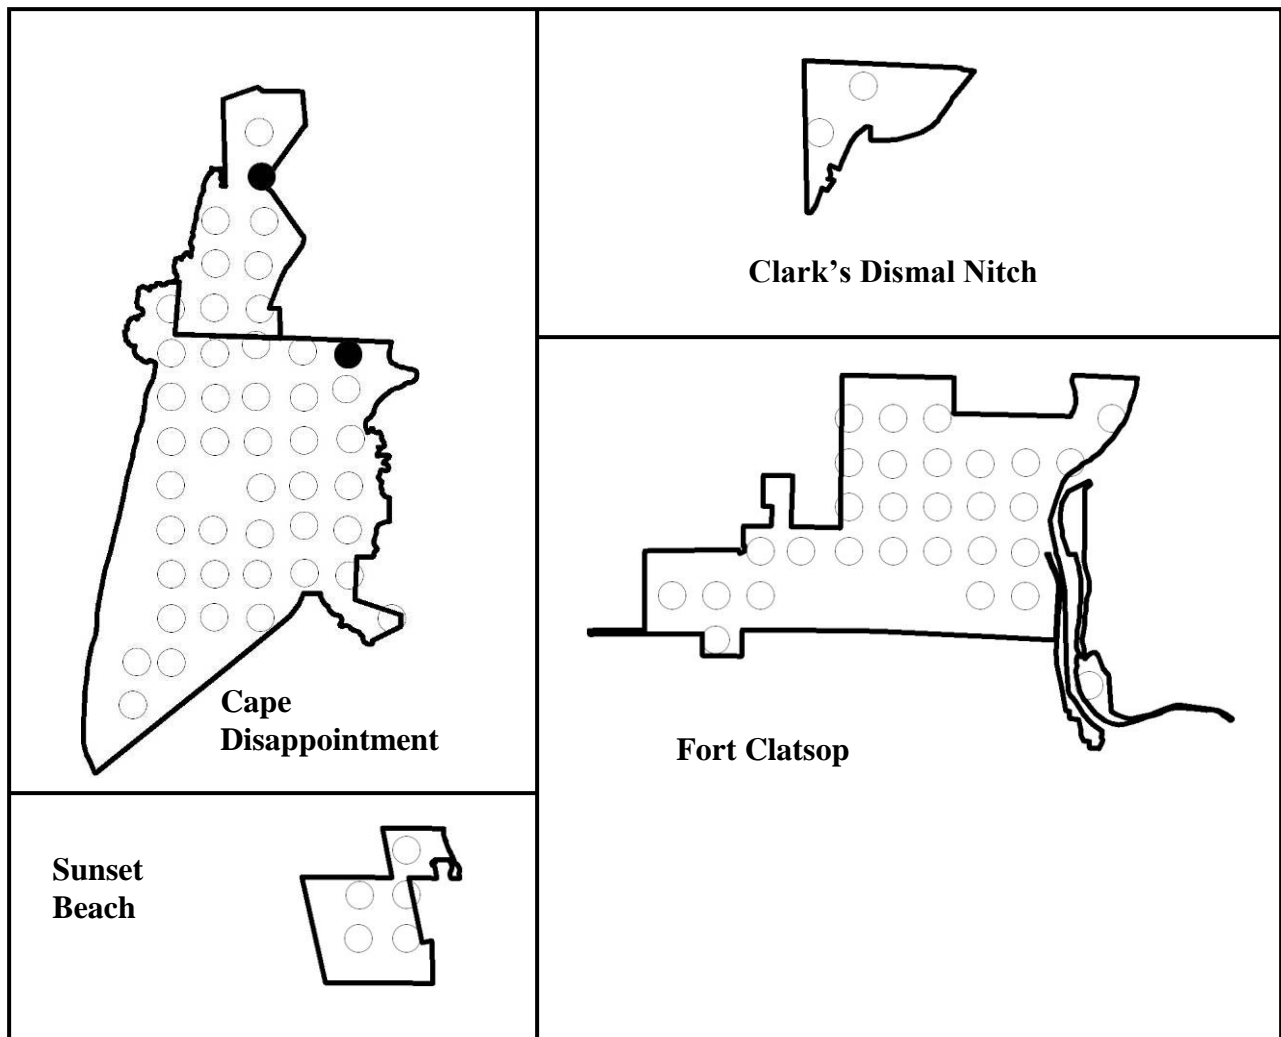 Clark’s Dismal Nitch
Cape
Disappointment
Fort Clatsop
Sunset
Beach